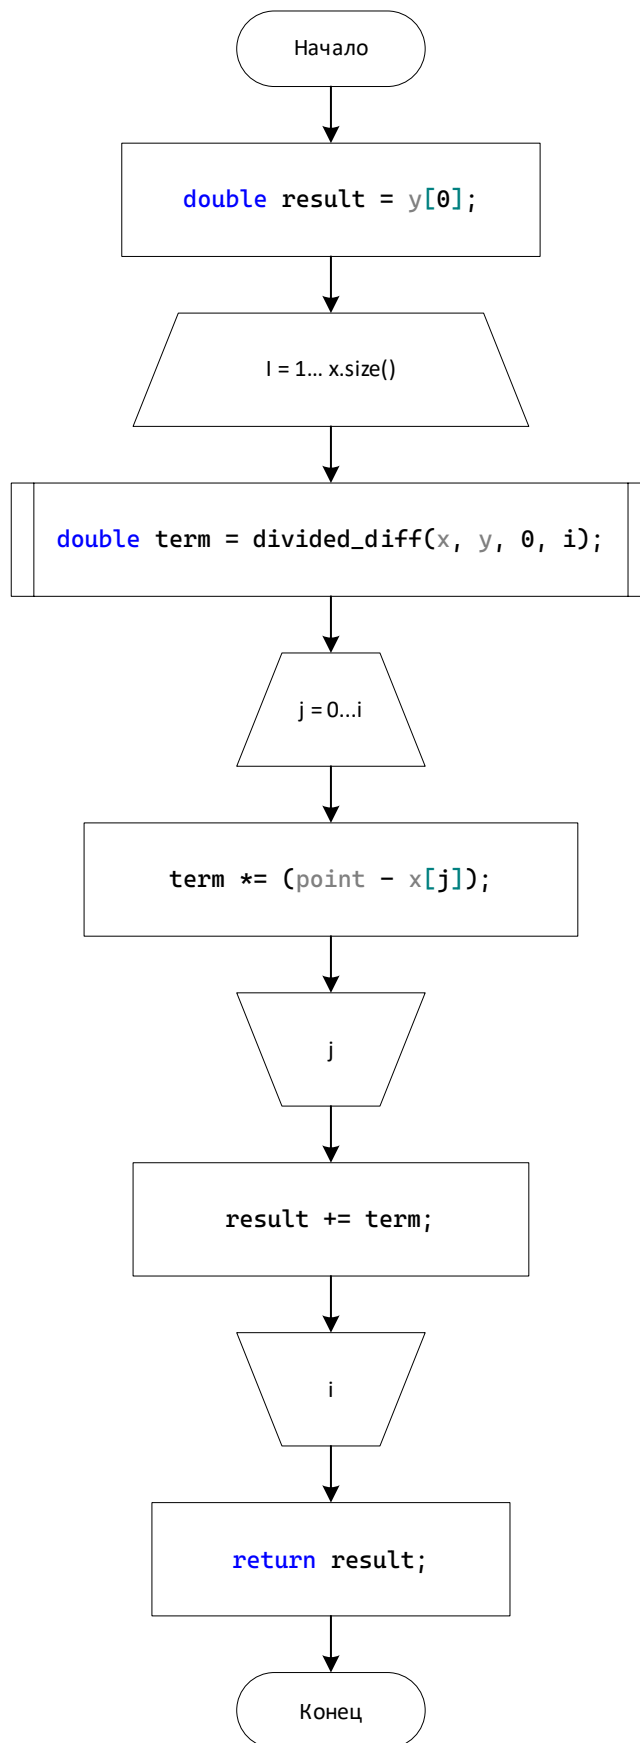 Начало
double result = y[0];
I = 1... x.size()
double term = divided_diff(x, y, 0, i);
j = 0...i
term *= (point - x[j]);
j
result += term;
i
return result;
Конец